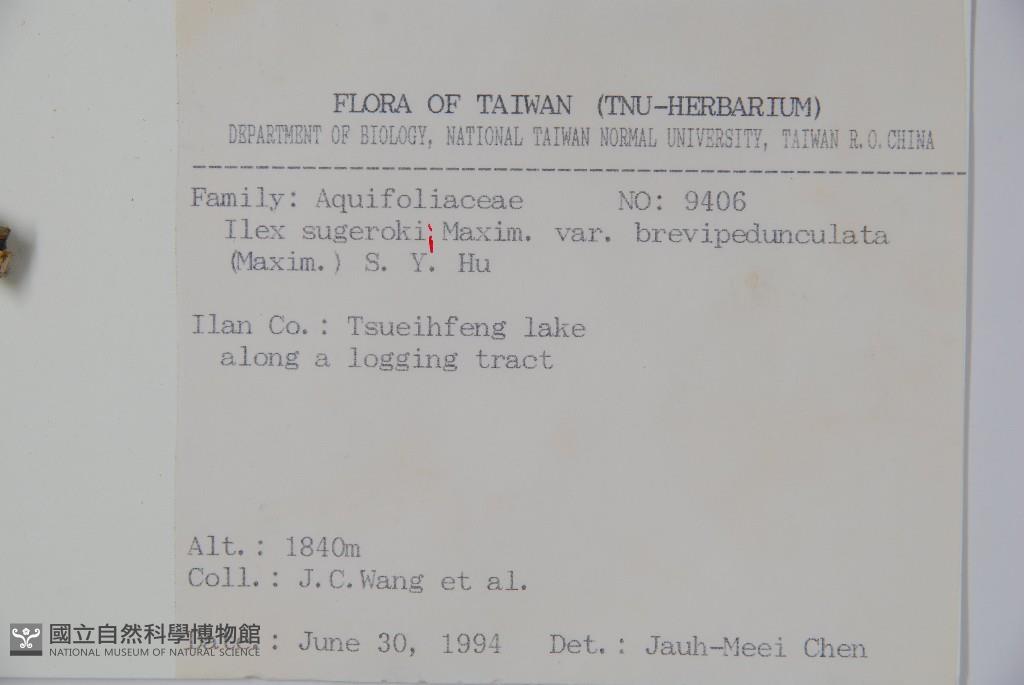 FLORA OF TAIWAN (TNU-HERBARIUM)
DEPARTMENT OF BIOLOGY, NATIONAL TAIWAN NORMAL UNIVERSITY, TAIWAN R.O.CHINA
Family: Aquifoliaceae NO: 9406
Ilex sugerokii Maxim. var. brevipedunculata
(Maxim.) S. Y. Hu
Ilan Co.: Tsueihfeng lake
along a logging tract
Alt.: 1840m
Coll.: J.C.Wang et al.
Date.: June 30, 1994 Det.: Jauh-Meei Chen
國立自然科學博物館
NATIONAL MUSEUM OF NATURAL SCIENCE